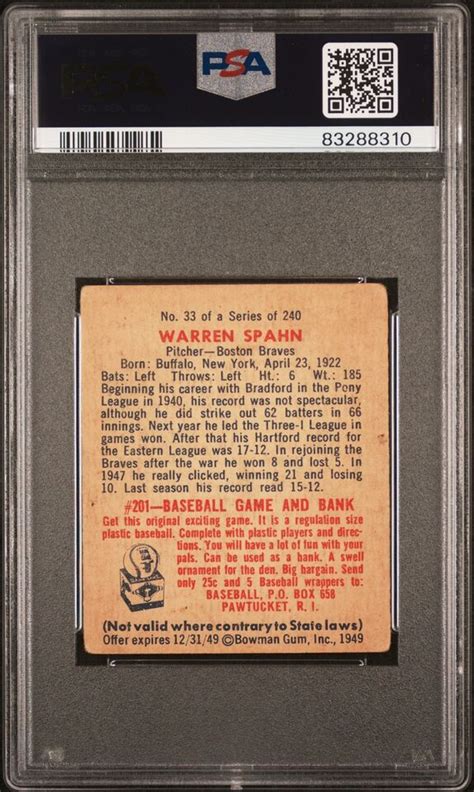 PSA
PSA
83288310
No. 33 of a Series of 240
WARREN SPAHN
Pitcher—Boston Braves
Born: Buffalo, New York, April 23, 1922
Bats: Left Throws: Left Ht.: 6 Wt.: 185
Beginning his career with Bradford in the Pony
League in 1940, his record was not spectacular,
although he did strike out 62 batters in 66
innings. Next year he led the Three-I League in
games won. After that his Hartford record for
the Eastern League was 17-12. In rejoining the
Braves after the war he won 8 and lost 5. In
1947 he really clicked, winning 21 and losing
10. Last season his record read 15-12.
#201—BASEBALL GAME AND BANK
Get this original exciting game. It is a regulation size
plastic baseball. Complete with plastic players and direc-
tions. You will have a lot of fun with your
pals. Can be used as a bank. A swell
ornament for the den. Big bargain. Send
only 25c and 5 Baseball wrappers to:
BASEBALL, P.O. BOX 658
PAWTUCKET, R. I.
(Not valid where contrary to State laws)
Offer expires 12/31/49 ©Bowman Gum, Inc., 1949